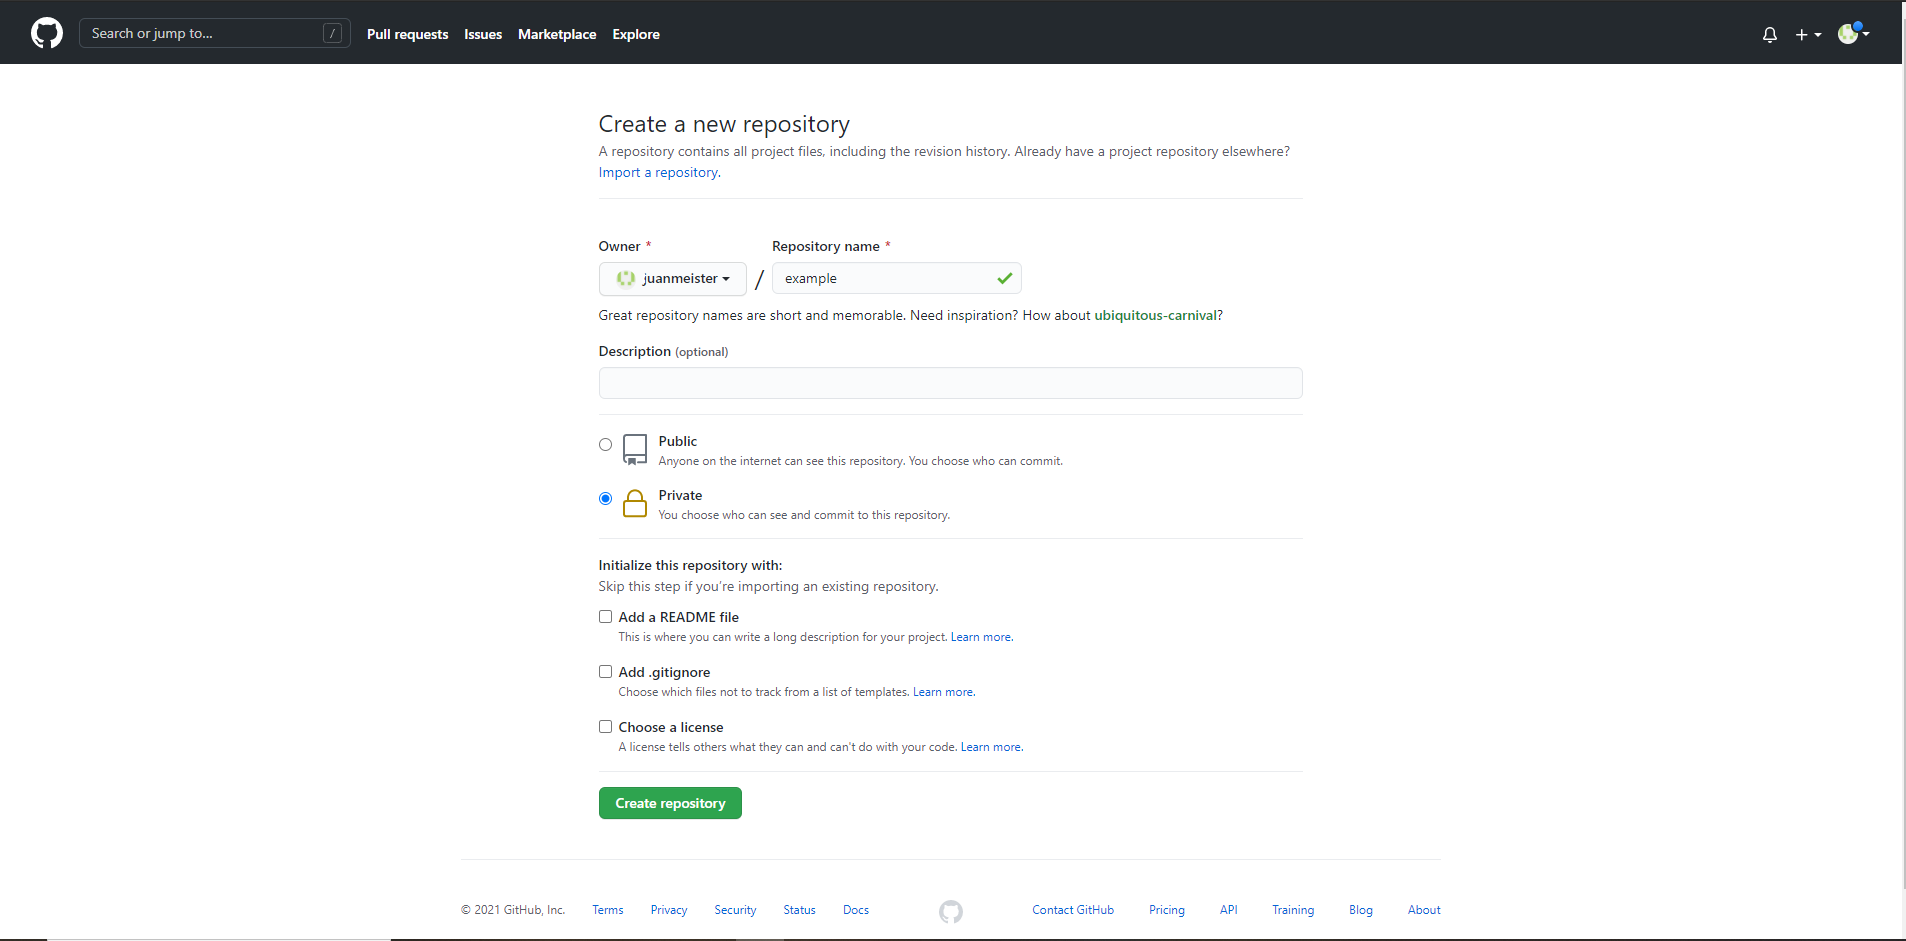 Search or jump to... /
Pull requests Issues Marketplace Explore
Create a new repository
A repository contains all project files, including the revision history. Already have a project repository elsewhere?
Import a repository.
Owner * Repository name *
juanmeister / example
Great repository names are short and memorable. Need inspiration? How about ubiquitous-carnival?
Description (optional)
Public
Anyone on the internet can see this repository. You choose who can commit.
Private
You choose who can see and commit to this repository.
Initialize this repository with:
Skip this step if you're importing an existing repository.
Add a README file
This is where you can write a long description for your project. Learn more.
Add .gitignore
Choose which files not to track from a list of templates. Learn more.
Choose a license
A license tells others what they can and can't do with your code. Learn more.
Create repository
© 2021 GitHub, Inc. Terms Privacy Security Status Docs Contact GitHub Pricing API Training Blog About